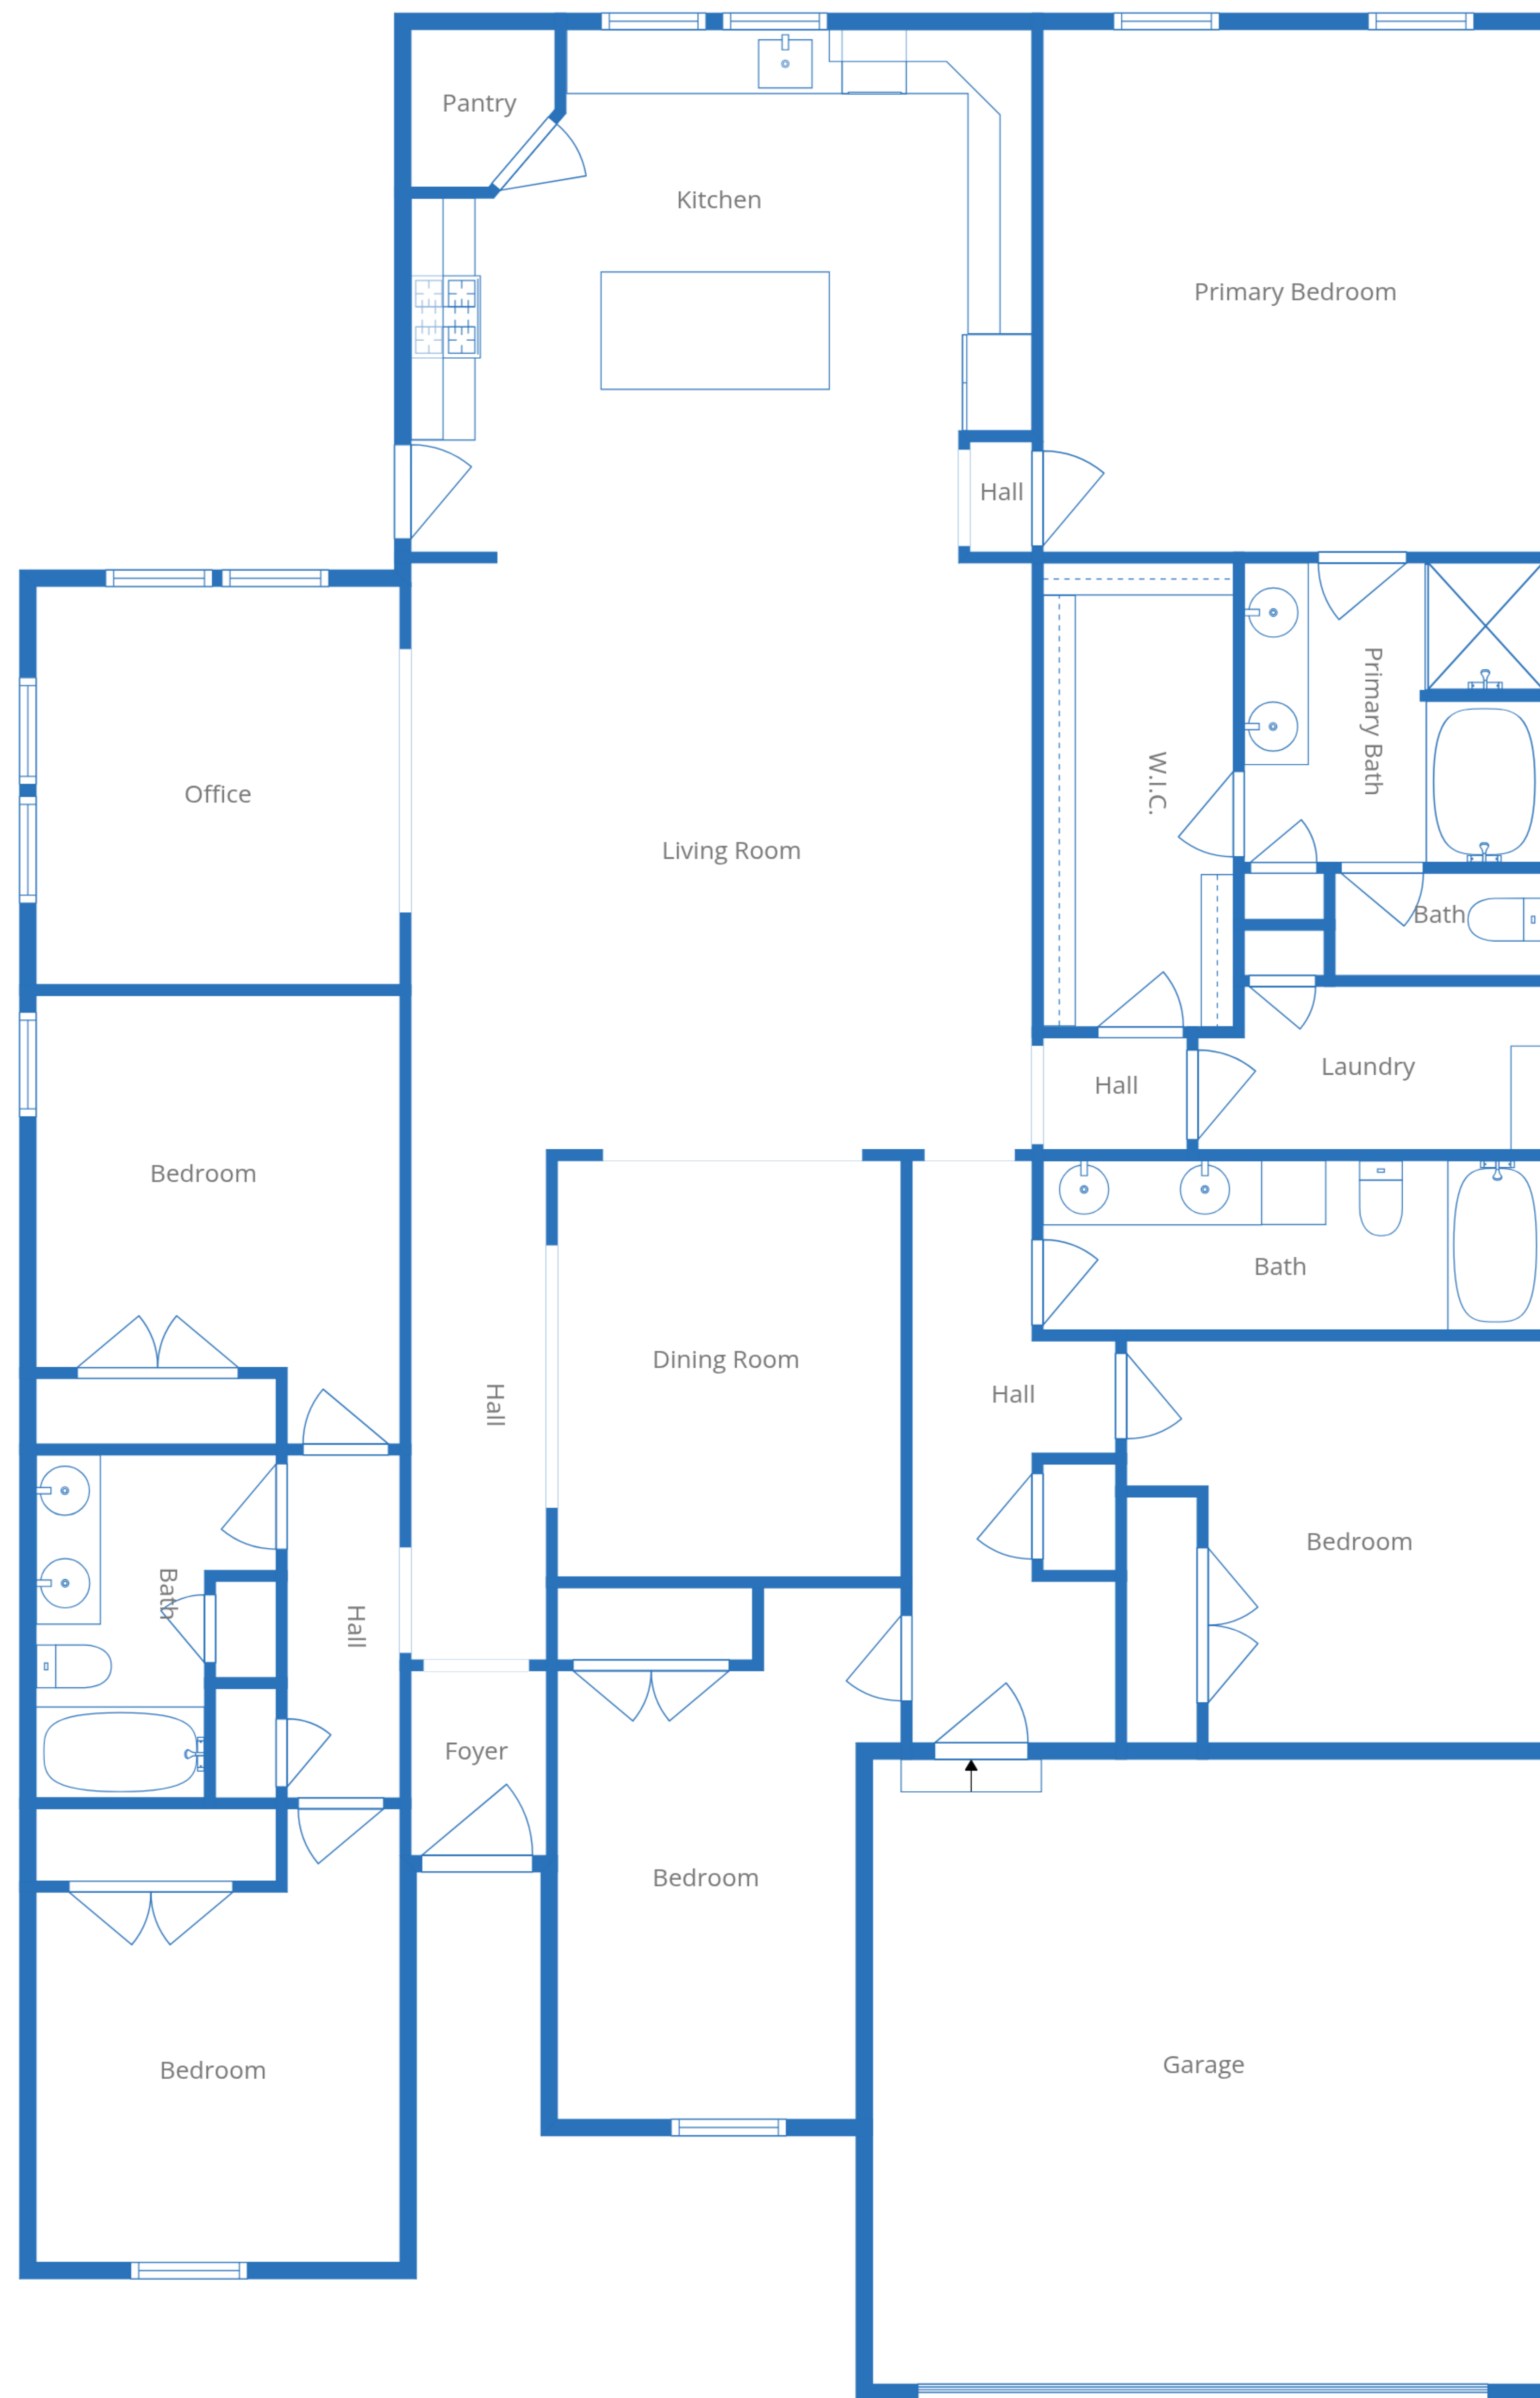 Pantry
Kitchen
Primary Bedroom
Hall
Primary Bath
W.I.C.
Office
Living Room
Bath
Laundry
Hall
Bedroom
Bath
Dining Room
Hall
Hall
Bedroom
Bath
Hall
Foyer
Bedroom
Garage
Bedroom